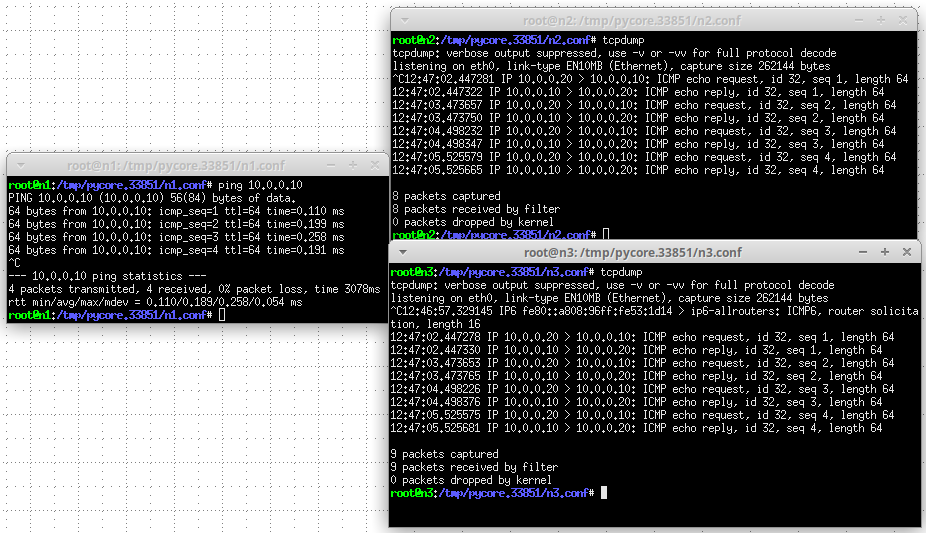 root@n2: /tmp/pycore.33851/n2.conf
root@n2:/tmp/pycore.33851/n2.conf# tcpdump
tcpdump: verbose output suppressed, use -v or -vv for full protocol decode
listening on eth0, link-type EN10MB (Ethernet), capture size 262144 bytes
^C12:47:02.447281 IP 10.0.0.20 > 10.0.0.10: ICMP echo request, id 32, seq 1, length 64
12:47:02.447322 IP 10.0.0.10 > 10.0.0.20: ICMP echo reply, id 32, seq 1, length 64
12:47:03.473657 IP 10.0.0.20 > 10.0.0.10: ICMP echo request, id 32, seq 2, length 64
12:47:03.473750 IP 10.0.0.10 > 10.0.0.20: ICMP echo reply, id 32, seq 2, length 64
12:47:04.498232 IP 10.0.0.20 > 10.0.0.10: ICMP echo request, id 32, seq 3, length 64
12:47:04.498347 IP 10.0.0.10 > 10.0.0.20: ICMP echo reply, id 32, seq 3, length 64
12:47:05.525579 IP 10.0.0.20 > 10.0.0.10: ICMP echo request, id 32, seq 4, length 64
12:47:05.525665 IP 10.0.0.10 > 10.0.0.20: ICMP echo reply, id 32, seq 4, length 64
8 packets captured
8 packets received by filter
0 packets dropped by kernel
root@n2:/tmp/pycore.33851/n2.conf#
root@n1: /tmp/pycore.33851/n1.conf
root@n1:/tmp/pycore.33851/n1.conf# ping 10.0.0.10
PING 10.0.0.10 (10.0.0.10) 56(84) bytes of data.
64 bytes from 10.0.0.10: icmp_seq=1 ttl=64 time=0.110 ms
64 bytes from 10.0.0.10: icmp_seq=2 ttl=64 time=0.199 ms
64 bytes from 10.0.0.10: icmp_seq=3 ttl=64 time=0.258 ms
64 bytes from 10.0.0.10: icmp_seq=4 ttl=64 time=0.191 ms
^C
--- 10.0.0.10 ping statistics ---
4 packets transmitted, 4 received, 0% packet loss, time 3078ms
rtt min/avg/max/mdev = 0.110/0.189/0.258/0.054 ms
root@n1:/tmp/pycore.33851/n1.conf#
root@n3: /tmp/pycore.33851/n3.conf
root@n3:/tmp/pycore.33851/n3.conf# tcpdump
tcpdump: verbose output suppressed, use -v or -vv for full protocol decode
listening on eth0, link-type EN10MB (Ethernet), capture size 262144 bytes
^C12:46:57.329145 IP6 fe80::a808:96ff:fe53:1d14 > ip6-allrouters: ICMP6, router solicita
tion, length 16
12:47:02.447278 IP 10.0.0.20 > 10.0.0.10: ICMP echo request, id 32, seq 1, length 64
12:47:02.447330 IP 10.0.0.10 > 10.0.0.20: ICMP echo reply, id 32, seq 1, length 64
12:47:03.473653 IP 10.0.0.20 > 10.0.0.10: ICMP echo request, id 32, seq 2, length 64
12:47:03.473765 IP 10.0.0.10 > 10.0.0.20: ICMP echo reply, id 32, seq 2, length 64
12:47:04.498226 IP 10.0.0.20 > 10.0.0.10: ICMP echo request, id 32, seq 3, length 64
12:47:04.498376 IP 10.0.0.10 > 10.0.0.20: ICMP echo reply, id 32, seq 3, length 64
12:47:05.525575 IP 10.0.0.20 > 10.0.0.10: ICMP echo request, id 32, seq 4, length 64
12:47:05.525681 IP 10.0.0.10 > 10.0.0.20: ICMP echo reply, id 32, seq 4, length 64
9 packets captured
9 packets received by filter
0 packets dropped by kernel
root@n3:/tmp/pycore.33851/n3.conf#